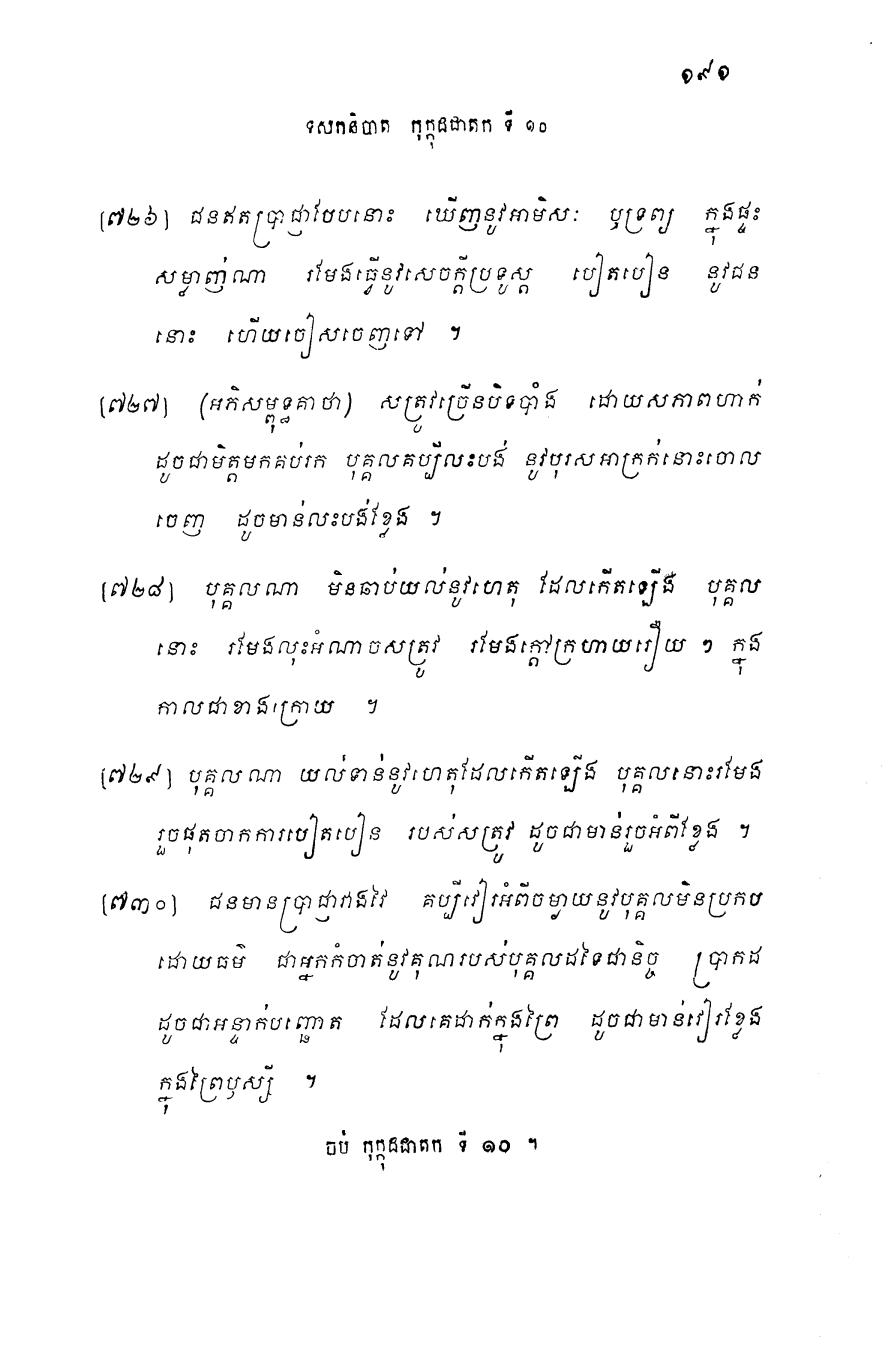 ១៩១
ទសកនិបាត កុក្កុដជាតក ទី ១០
(៧២៦) ជនឥតប្រាជ្ញាបែបនោះ ឃើញនូវអាមិសៈ ឬទ្រព្យ ក្នុងផ្ទះ
សម្លាញ់ណា រមែងធ្វើនូវសេចក្តីប្រទូស្ត បៀតបៀន នូវជន
នោះ ហើយចៀសចេញទៅ ។
(៧២៧) (អភិសម្ពុទ្ធគាថា) សត្រូវច្រើនបិទបាំង ដោយសភាពហាក់
ដូចជាមិត្តមកគប់រក បុគ្គលគប្បីលះបង់ នូវបុរសអាក្រក់នោះចោល
ចេញ ដូចមាន់លះបង់ខ្លែង ។
(៧២៨) បុគ្គលណា មិនឆាប់យល់នូវហេតុ ដែលកើតឡើង បុគ្គល
នោះ រមែងលុះអំណាចសត្រូវ រមែងក្តៅក្រហាយរឿយ ៗ ក្នុង
កាលជាខាងក្រោយ ។
(៧២៩) បុគ្គលណា យល់ទាន់នូវហេតុដែលកើតឡើង បុគ្គលនោះរមែង
រួចផុតចាកការបៀតបៀន របស់សត្រូវ ដូចជាមាន់រួចអំពីខ្លែង ។
(៧៣០) ជនមានប្រាជ្ញាវាងវៃ គប្បីវៀរអំពីចម្ងាយនូវបុគ្គលមិនប្រកប
ដោយធម៌ ជាអ្នកកំចាត់នូវគុណរបស់បុគ្គលដទៃជានិច្ច ប្រាកដ
ដូចជាអន្ទាក់បញ្ឆោត ដែលគេដាក់ក្នុងព្រៃ ដូចជាមាន់វៀរខ្លែង
ក្នុងព្រៃឫស្សី ។
ចប់ កុក្កុដជាតក ទី ១០ ។